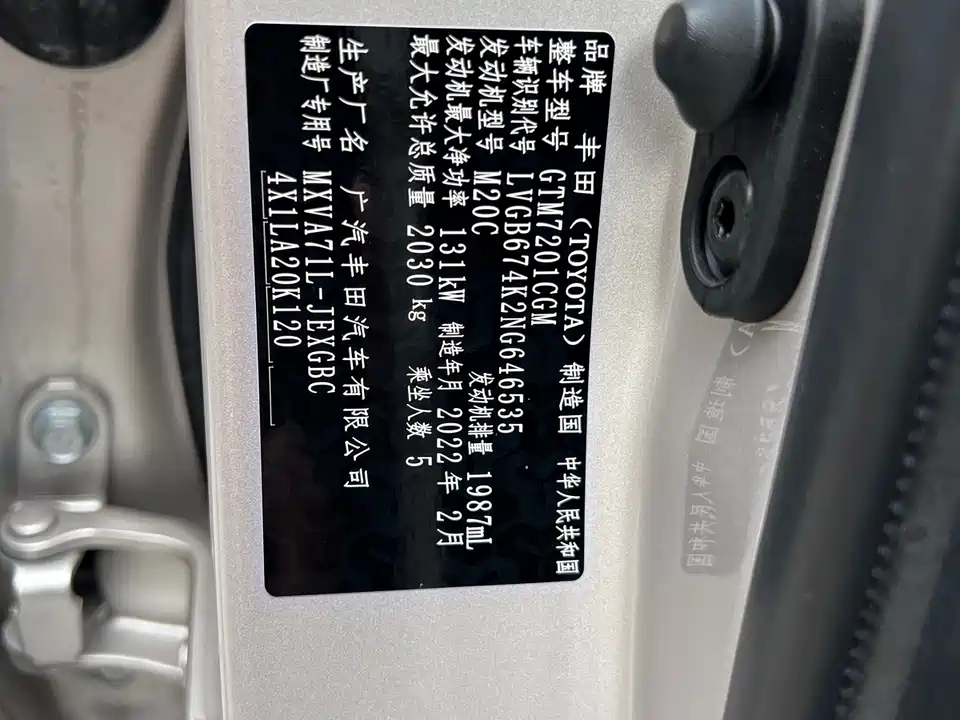 品牌 丰田（TOYOTA） 制造国 中华人民共和国
整车型号 GTM7201CGM
车辆识别代号 LVGB674K2NG646535
发动机型号 M20C 发动机排量 1987mL
发动机最大净功率 131kW 制造年月 2022年 2月
最大允许总质量 2030 kg 乘坐人数 5
生产厂名 广汽丰田汽车有限公司
制造厂专用号 MXVA71L-JEXGBC
4X1LA20K120